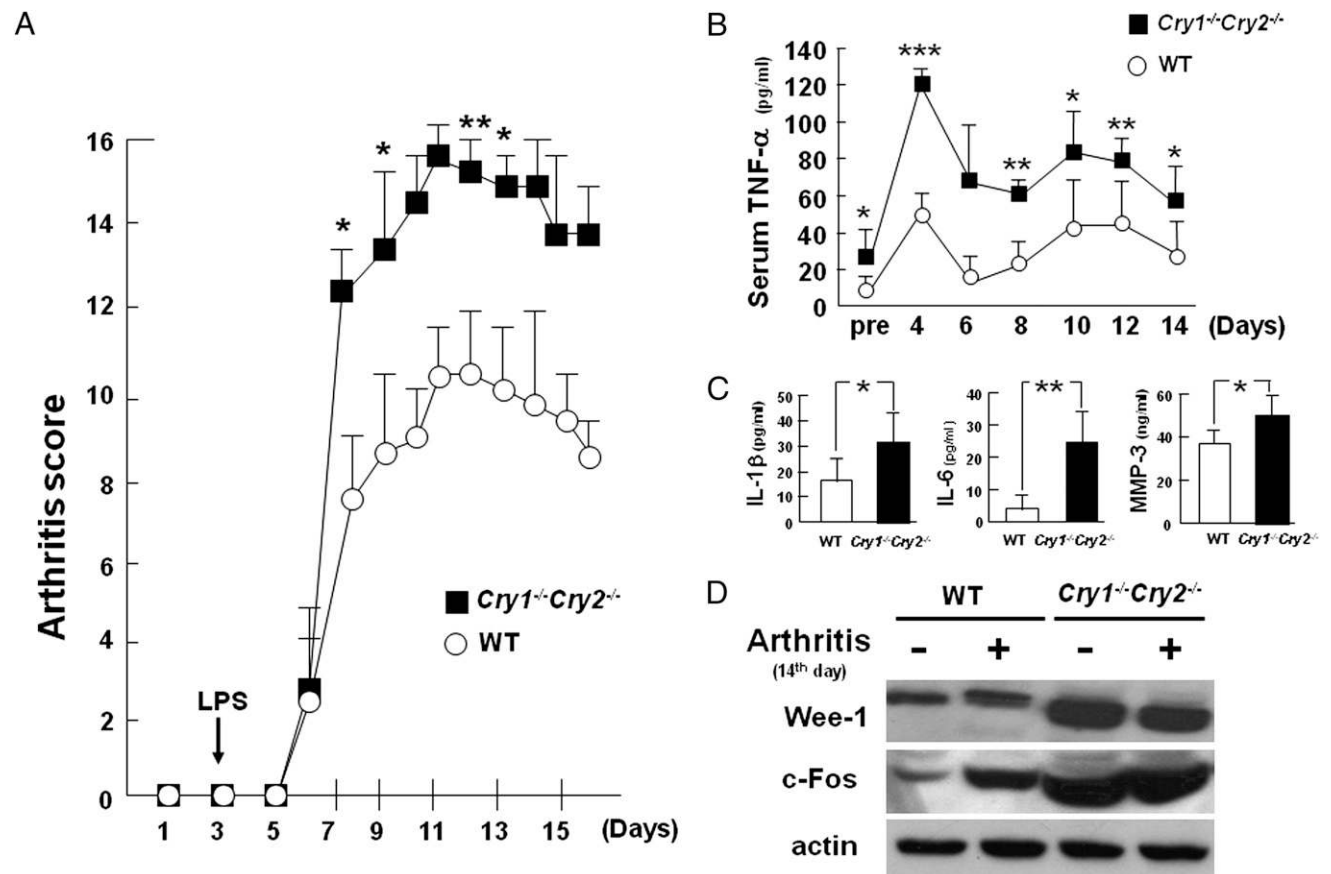 A
Arthritis score
16
14
12
10
8
6
4
2
0
* * ** *
LPS
Cry1-/-Cry2-/-
WT
1 3 5 7 9 11 13 15 (Days)
B
Cry1-/-Cry2-/-
WT
Serum TNF-α (pg/ml)
140
120
100
80
60
40
20
0
* *** ** * ** *
pre 4 6 8 10 12 14 (Days)
C
IL-1β (pg/ml)
50
40
30
20
10
0
*
WT Cry1-/-Cry2-/-
IL-6 (pg/ml)
40
30
20
10
0
**
WT Cry1-/-Cry2-/-
MMP-3 (ng/ml)
60
40
20
0
*
WT Cry1-/-Cry2-/-
D
WT Cry1-/-Cry2-/-
Arthritis - + - +
(14th day)
Wee-1
c-Fos
actin